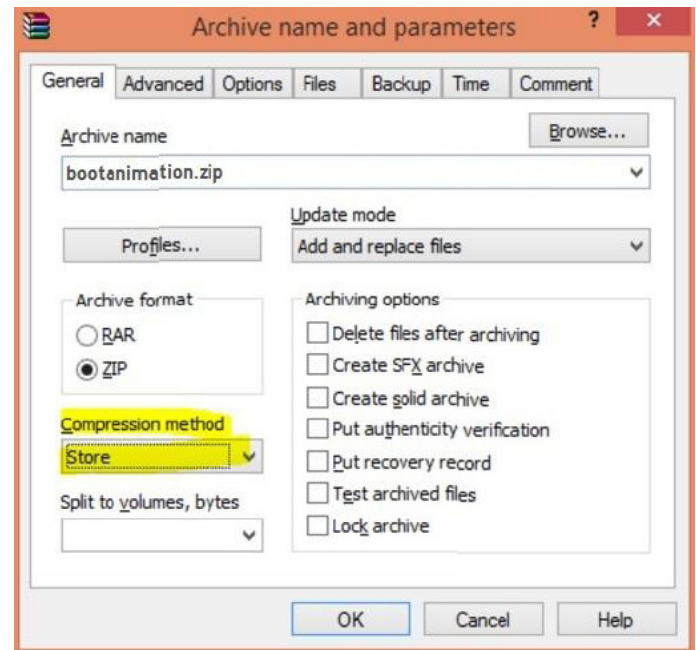 Archive name and parameters ? ×
General Advanced Options Files Backup Time Comment
Archive name
Browse...
bootanimation.zip
Update mode
Profiles...
Add and replace files
Archive format
RAR
ZIP
Compression method
Store
Split to volumes, bytes
Archiving options
Delete files after archiving
Create SFX archive
Create solid archive
Put authenticity verification
Put recovery record
Test archived files
Lock archive
OK Cancel Help